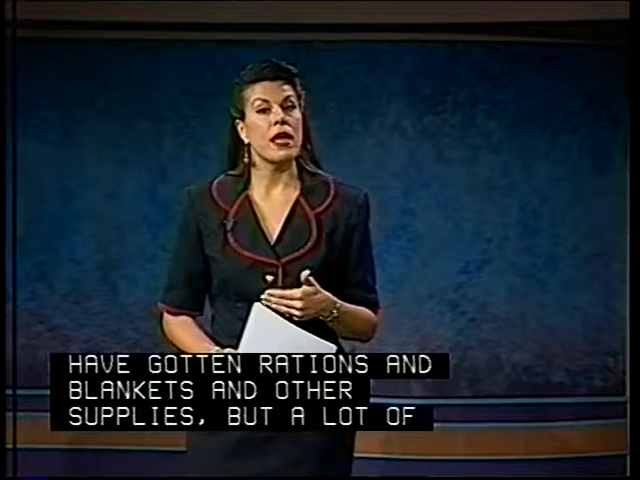 HAVE GOTTEN RATIONS AND
BLANKETS AND OTHER
SUPPLIES, BUT A LOT OF